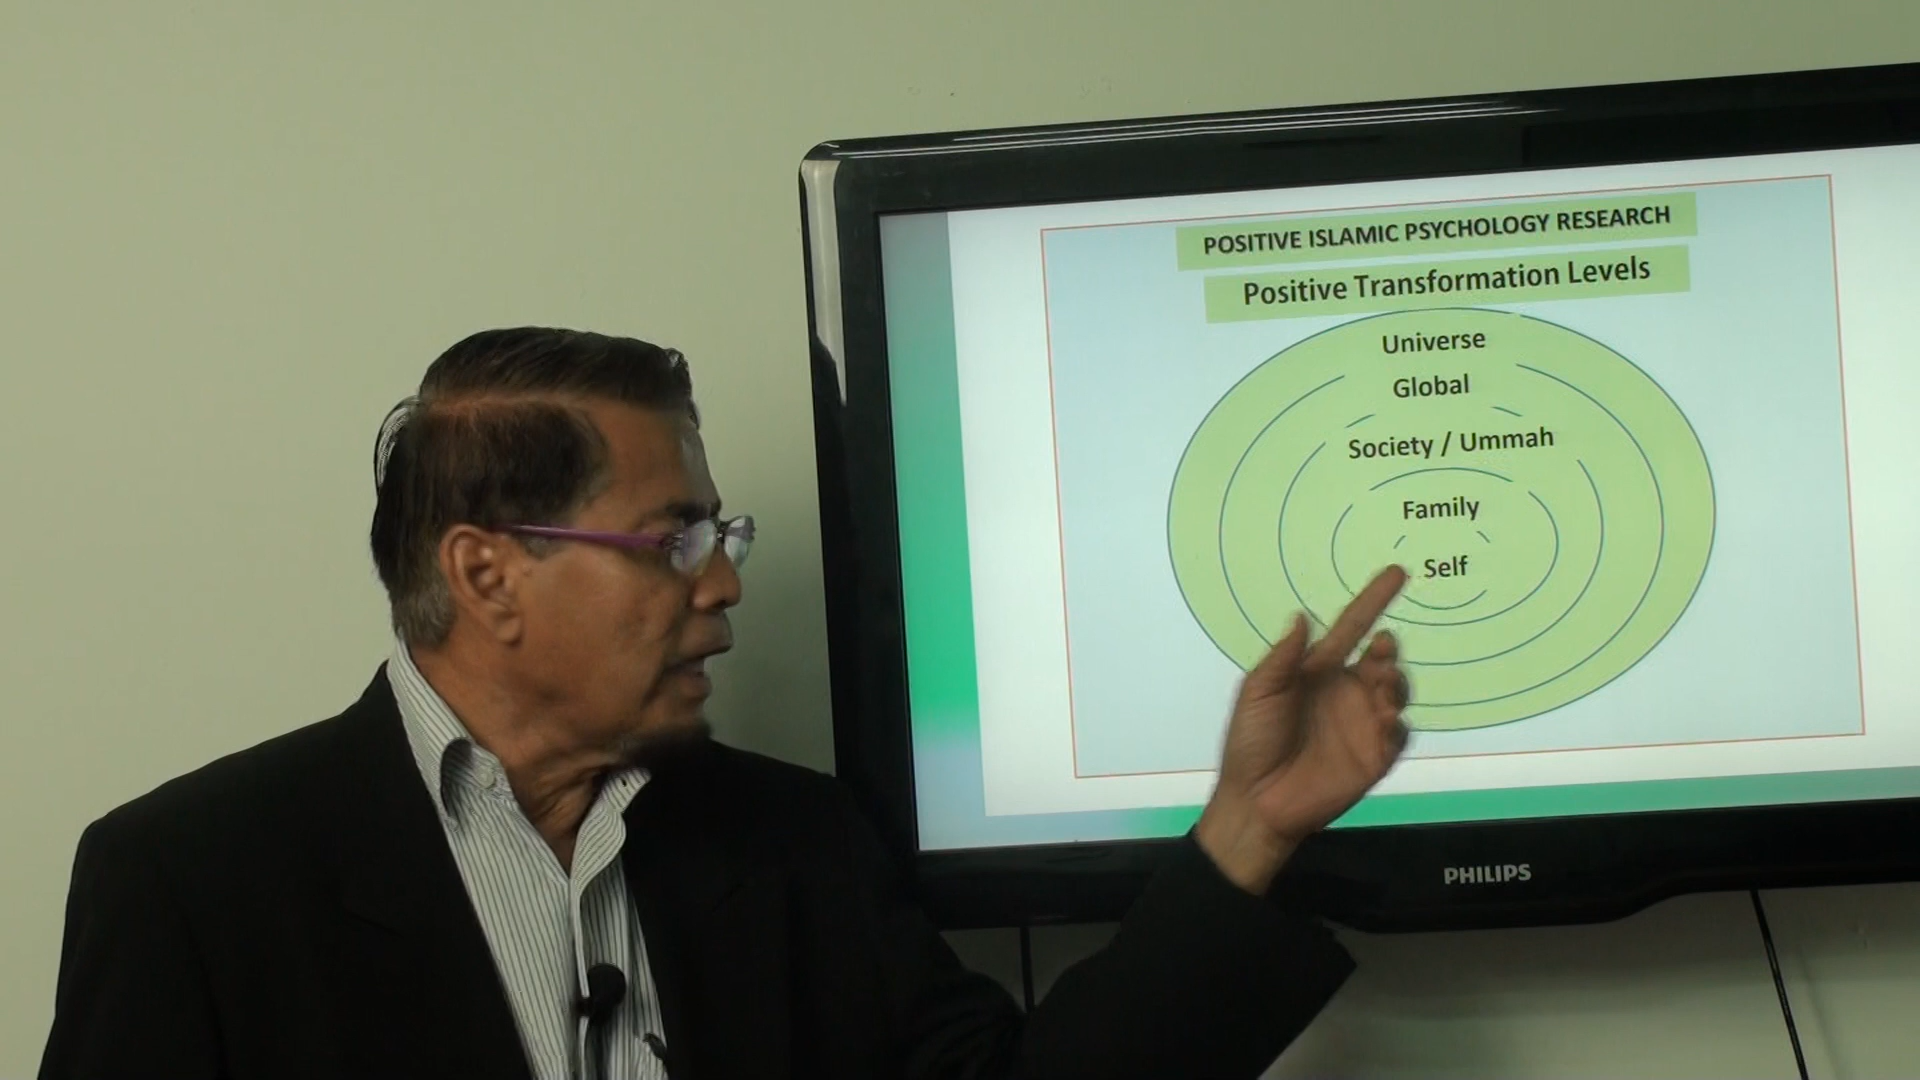 POSITIVE ISLAMIC PSYCHOLOGY RESEARCH
Positive Transformation Levels
Universe
Global
Society / Ummah
Family
Self
PHILIPS